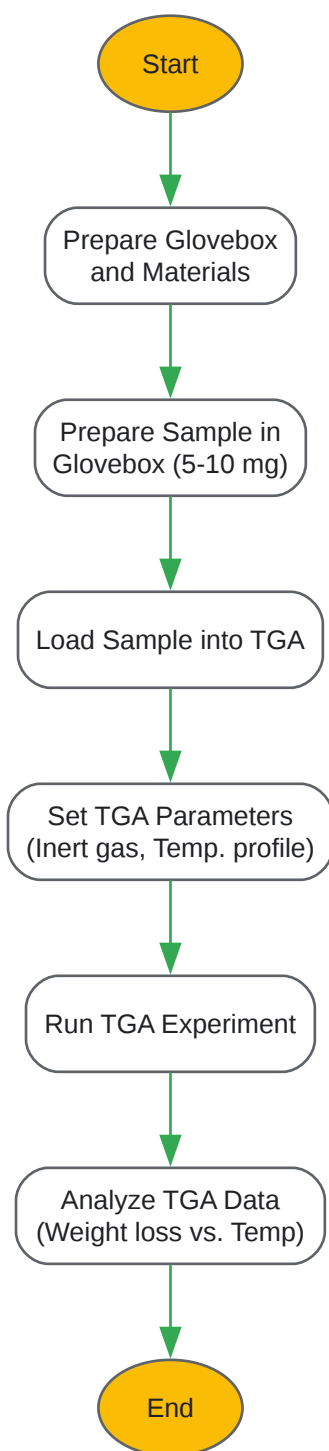 Start
Prepare Glovebox
and Materials
Prepare Sample in
Glovebox (5-10 mg)
Load Sample into TGA
Set TGA Parameters
(Inert gas, Temp. profile)
Run TGA Experiment
Analyze TGA Data
(Weight loss vs. Temp)
End